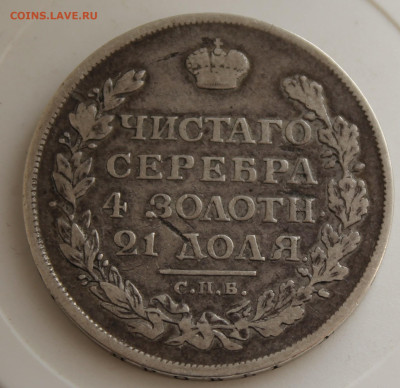 COINS.LAVE.RU
ЧИСТАГО
СЕРЕБРА
4 ЗОЛОТН.
21 ДОЛЯ.
С.П.Б.